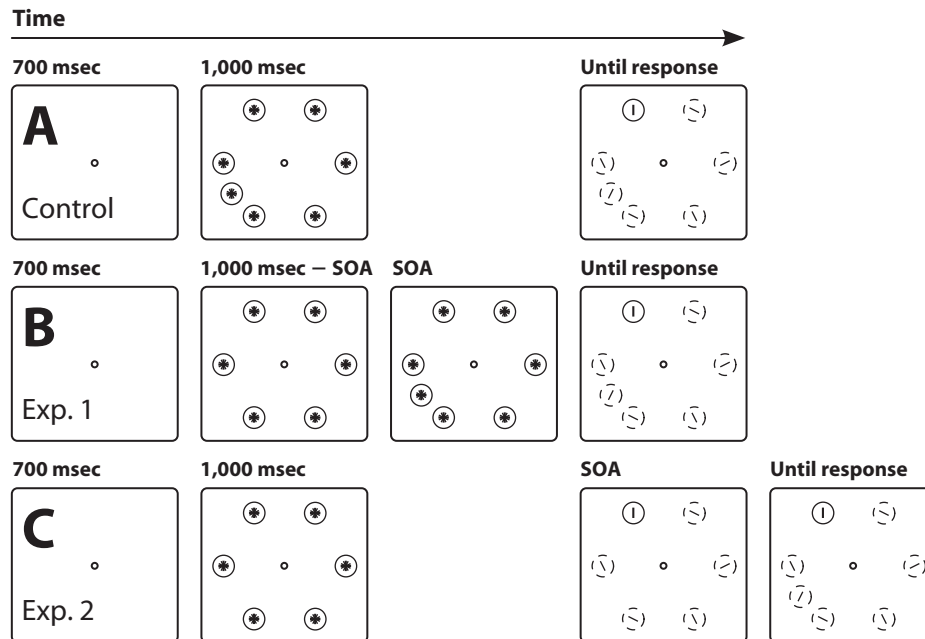 Time
700 msec 1,000 msec Until response
A
Control
700 msec 1,000 msec − SOA SOA Until response
B
Exp. 1
700 msec 1,000 msec SOA Until response
C
Exp. 2